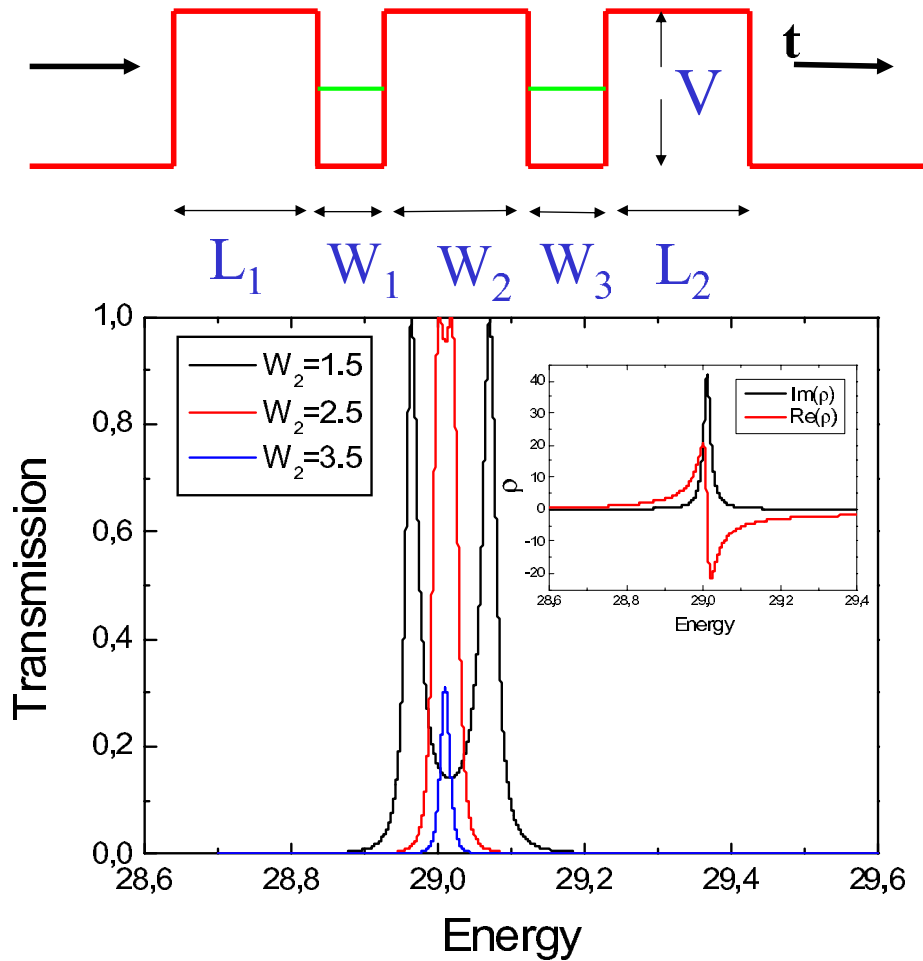 t
V
L1 W1 W2 W3 L2
1,0
0,8
0,6
0,4
0,2
0,0
Transmission
W2=1.5
W2=2.5
W2=3.5
40
30
20
10
0
-10
-20
ρ
Im(ρ)
Re(ρ)
28,6 28,8 29,0 29,2 29,4
Energy
28,6 28,8 29,0 29,2 29,4 29,6
Energy